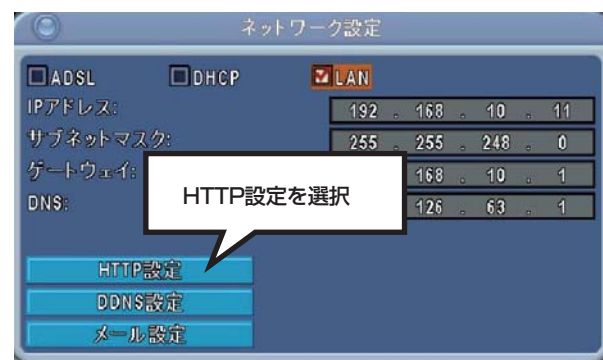 ネットワーク設定
ADSL DHCP LAN
IPアドレス: 192 . 168 . 10 . 11
サブネットマスク: 255 . 255 . 248 . 0
ゲートウェイ: 168 . 10 . 1
DNS: 126 . 63 . 1
HTTP設定を選択
HTTP設定
DDNS設定
メール設定